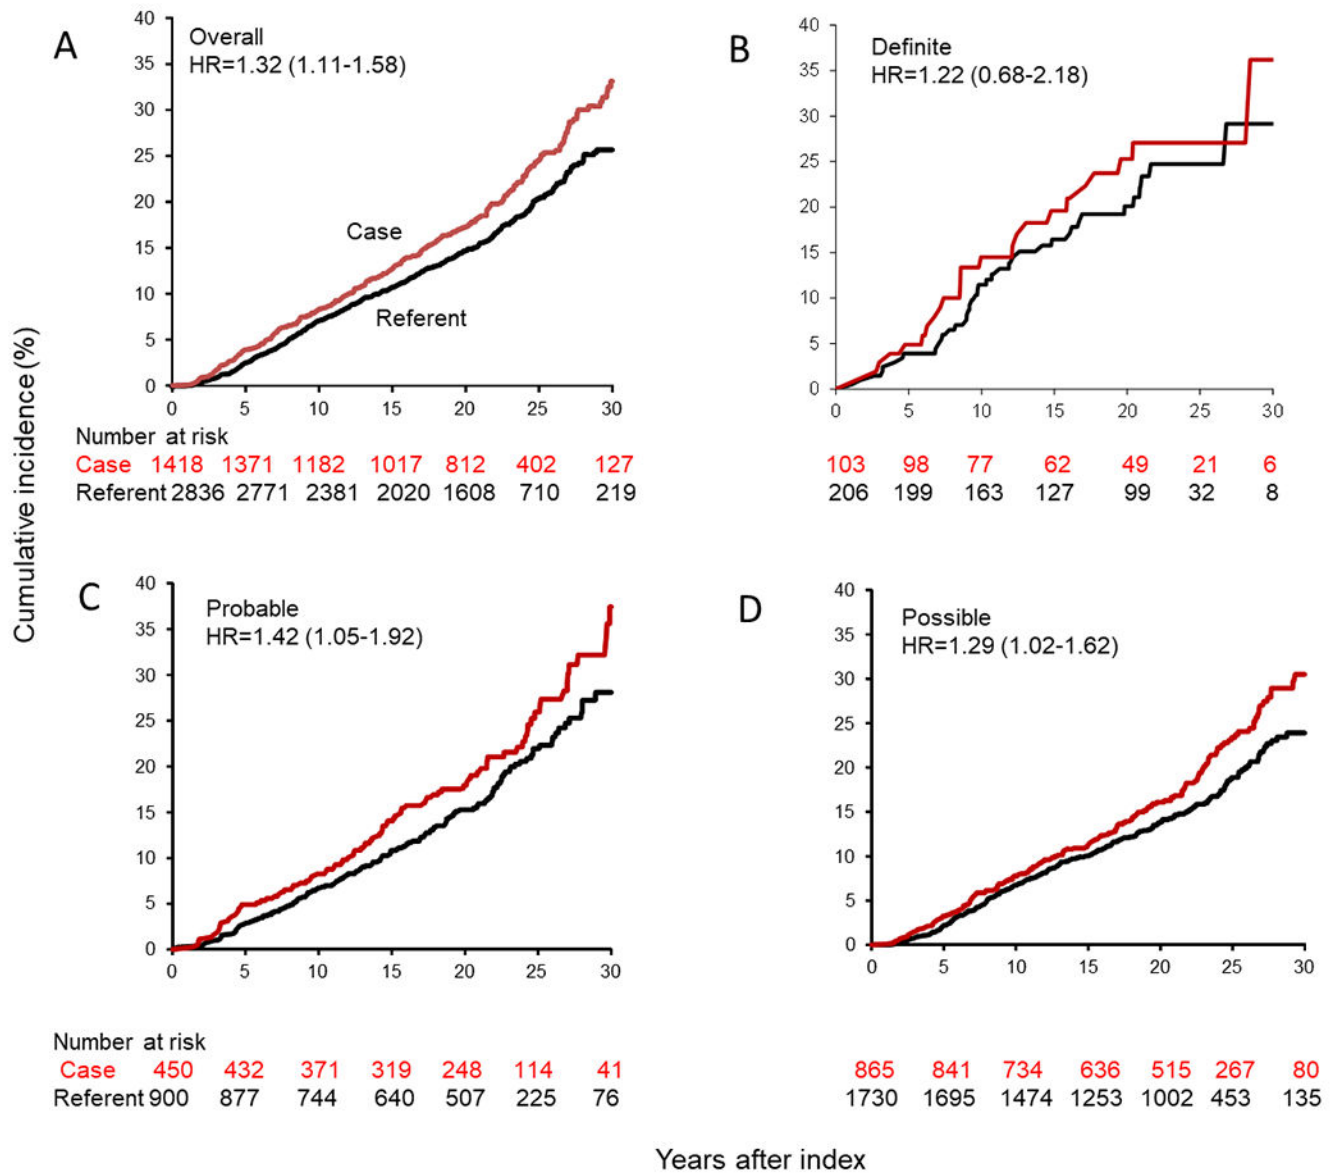 A
Overall
HR=1.32 (1.11-1.58)
40
35
30
25
20
15
10
5
0
Case
Referent
0 5 10 15 20 25 30
Number at risk
Case 1418 1371 1182 1017 812 402 127
Referent 2836 2771 2381 2020 1608 710 219
B
Definite
HR=1.22 (0.68-2.18)
40
35
30
25
20
15
10
5
0
0 5 10 15 20 25 30
103 98 77 62 49 21 6
206 199 163 127 99 32 8
Cumulative incidence (%)
C
Probable
HR=1.42 (1.05-1.92)
40
35
30
25
20
15
10
5
0
0 5 10 15 20 25 30
Number at risk
Case 450 432 371 319 248 114 41
Referent 900 877 744 640 507 225 76
D
Possible
HR=1.29 (1.02-1.62)
40
35
30
25
20
15
10
5
0
0 5 10 15 20 25 30
865 841 734 636 515 267 80
1730 1695 1474 1253 1002 453 135
Years after index